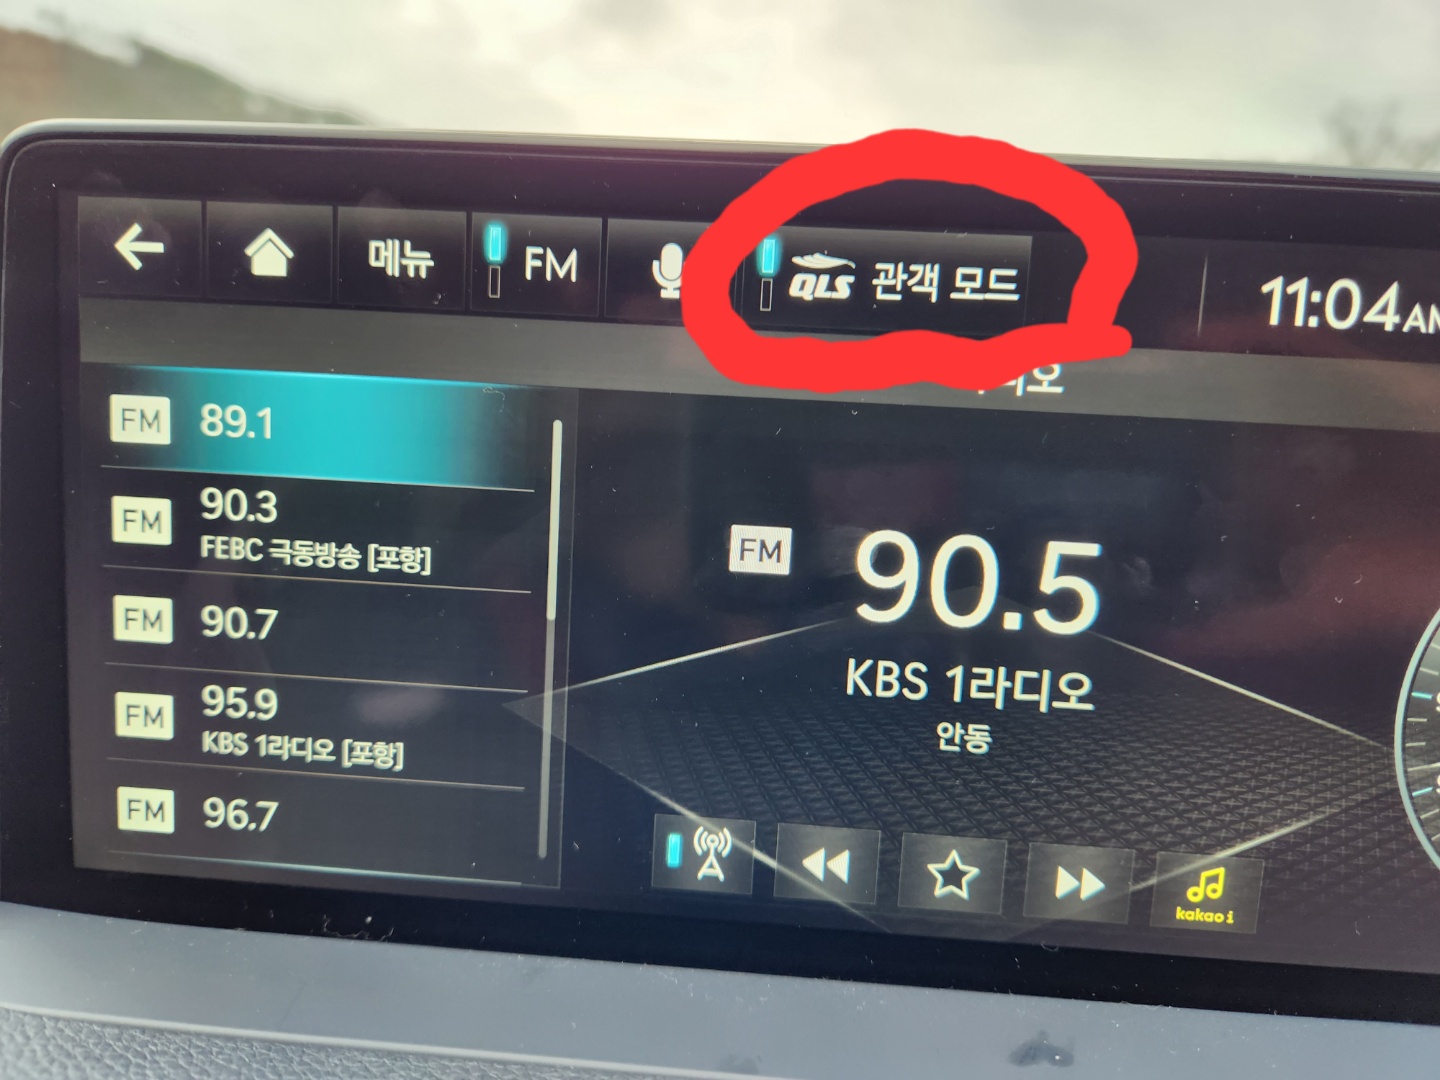 메뉴
FM
QLS 관객 모드
11:04AM
FM 89.1
FM 90.3
FEBC 극동방송 [포항]
FM 90.7
FM 95.9
KBS 1라디오 [포항]
FM 96.7
FM 90.5
KBS 1라디오
안동
kakao i